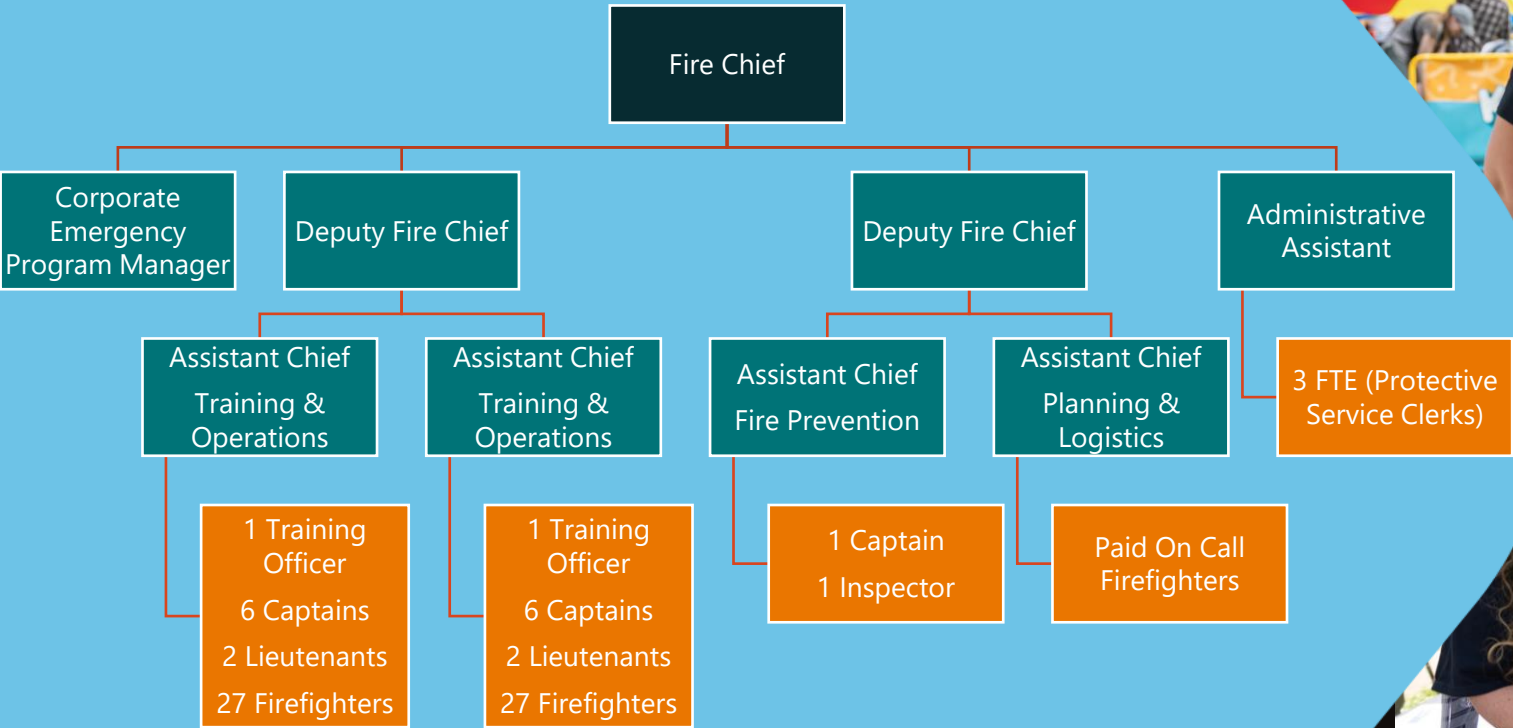 Fire Chief
Corporate
Emergency
Program Manager
Deputy Fire Chief
Deputy Fire Chief
Administrative
Assistant
Assistant Chief
Training &
Operations
Assistant Chief
Training &
Operations
Assistant Chief
Fire Prevention
Assistant Chief
Planning &
Logistics
3 FTE (Protective
Service Clerks)
1 Training
Officer
6 Captains
2 Lieutenants
27 Firefighters
1 Training
Officer
6 Captains
2 Lieutenants
27 Firefighters
1 Captain
1 Inspector
Paid On Call
Firefighters